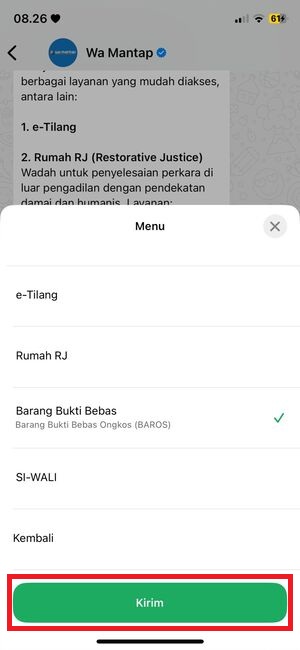 08.26
61
Wa Mantap
berbagai layanan yang mudah diakses,
antara lain:
1. e-Tilang
2. Rumah RJ (Restorative Justice)
Wadah untuk penyelesaian perkara di
luar pengadilan dengan pendekatan
damai dan humanis. Layanan:
Menu
e-Tilang
Rumah RJ
Barang Bukti Bebas
Barang Bukti Bebas Ongkos (BAROS)
SI-WALI
Kembali
Kirim